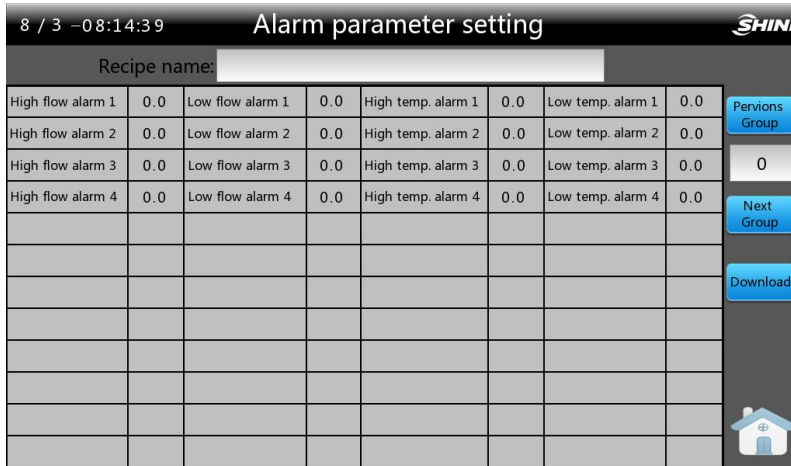 8 / 3 -08:14:39 Alarm parameter setting
Recipe name:
High flow alarm 1 0.0 Low flow alarm 1 0.0 High temp. alarm 1 0.0 Low temp. alarm 1 0.0
High flow alarm 2 0.0 Low flow alarm 2 0.0 High temp. alarm 2 0.0 Low temp. alarm 2 0.0
High flow alarm 3 0.0 Low flow alarm 3 0.0 High temp. alarm 3 0.0 Low temp. alarm 3 0.0
High flow alarm 4 0.0 Low flow alarm 4 0.0 High temp. alarm 4 0.0 Low temp. alarm 4 0.0
Pervions
Group
0
Next
Group
Download